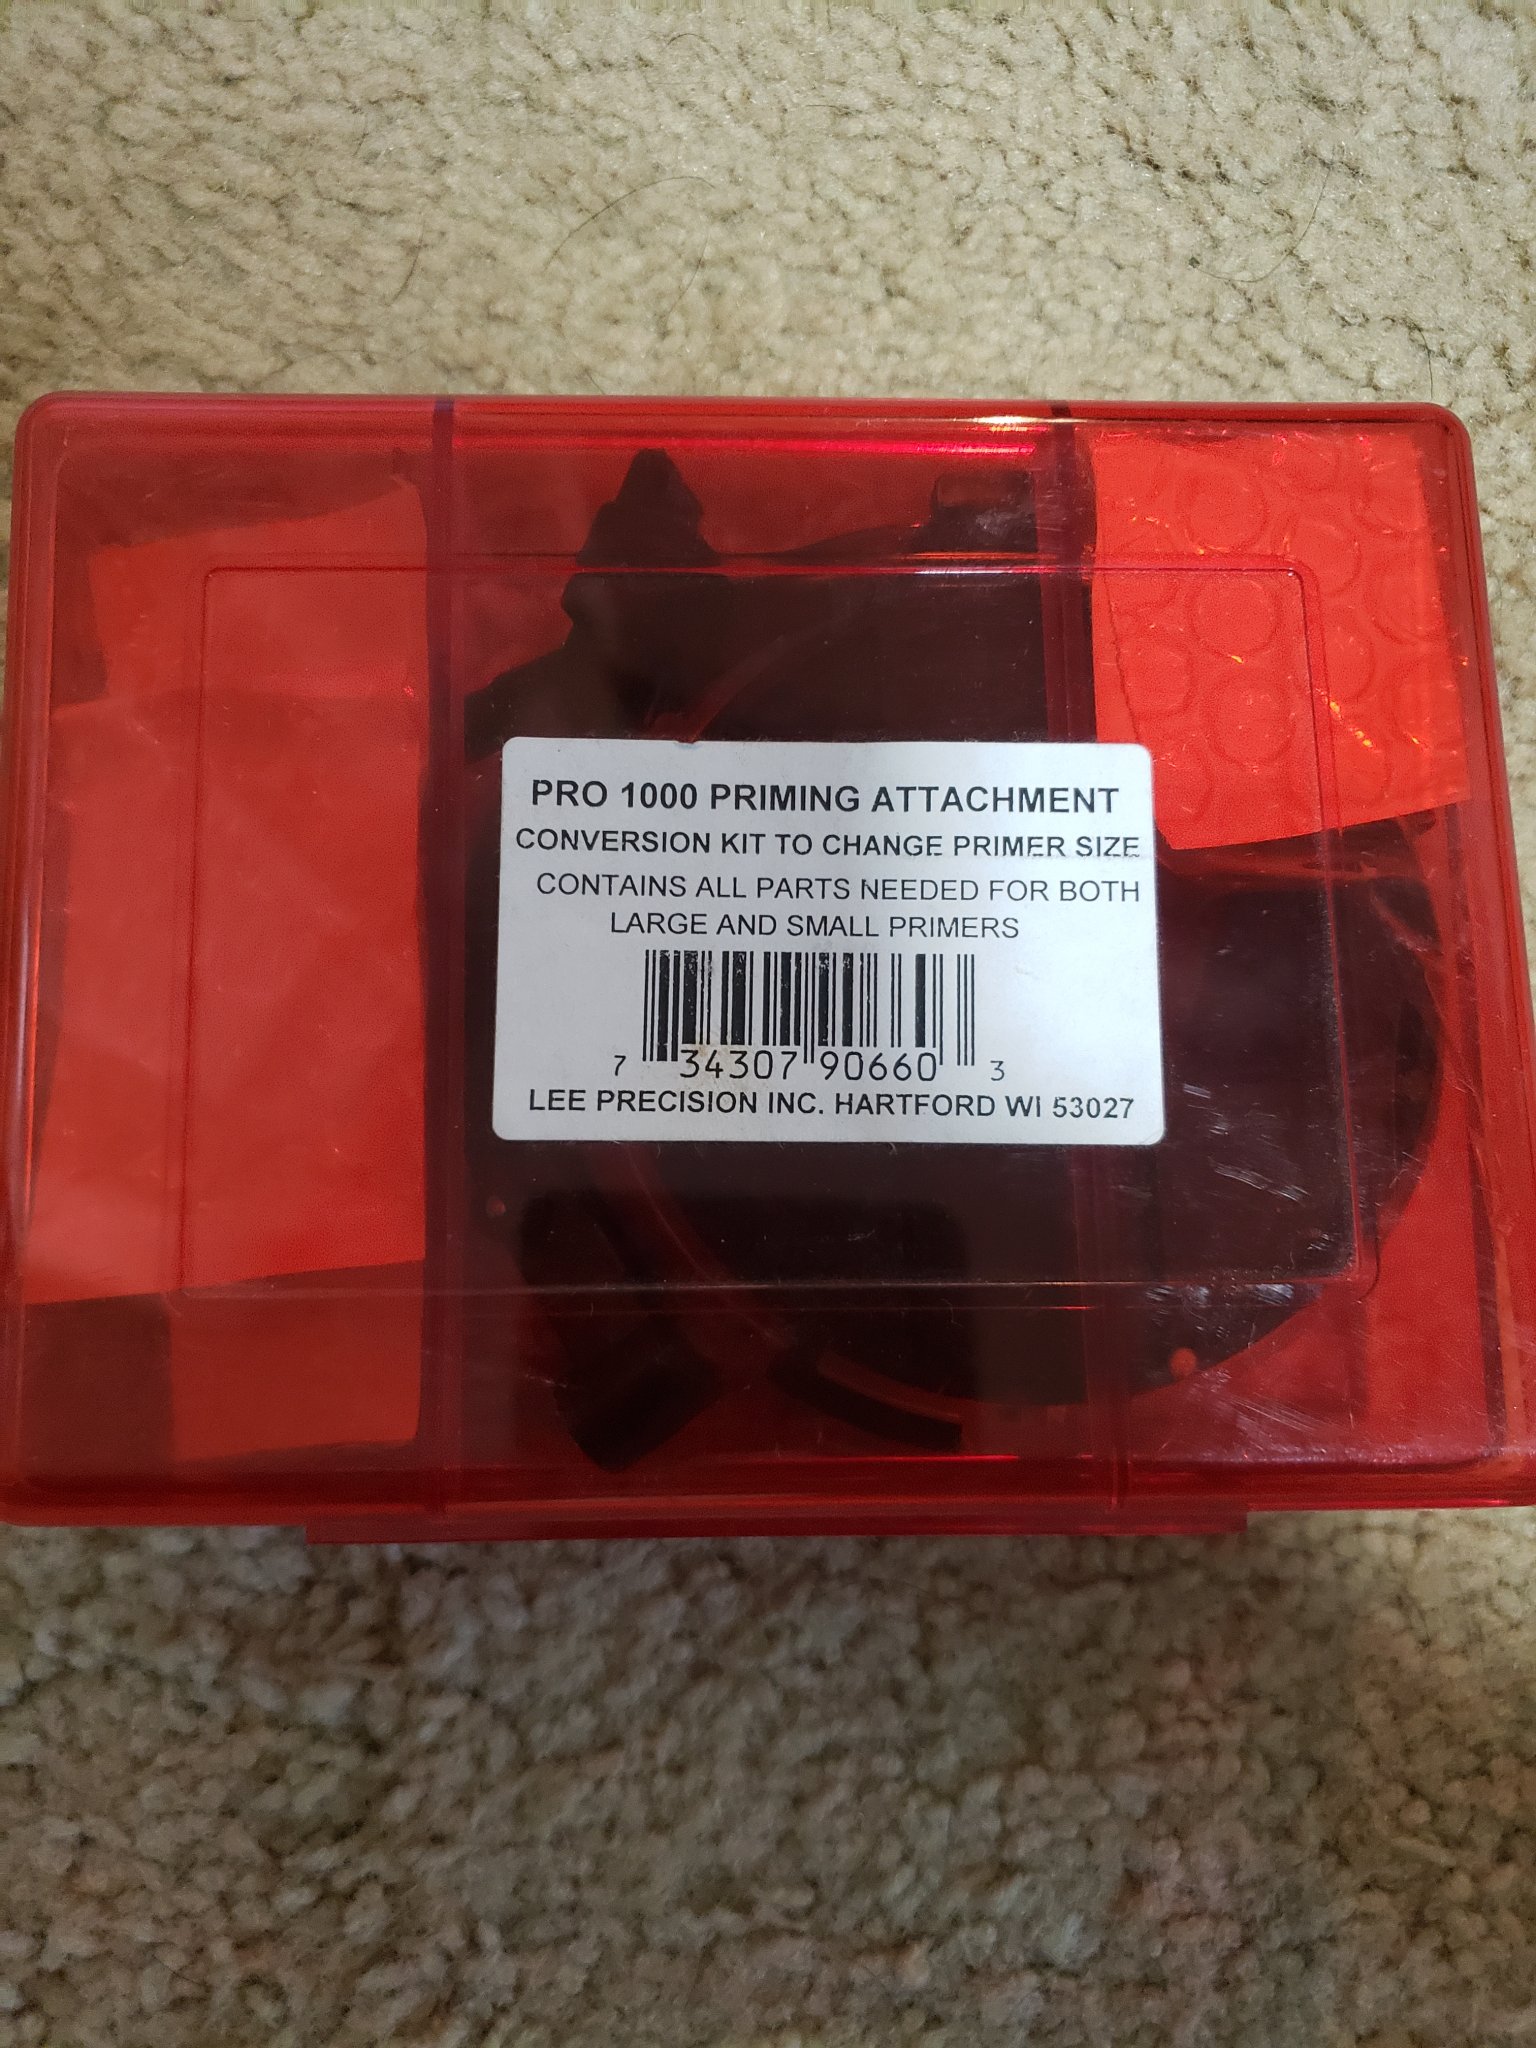 PRO 1000 PRIMING ATTACHMENT
CONVERSION KIT TO CHANGE PRIMER SIZE
CONTAINS ALL PARTS NEEDED FOR BOTH
LARGE AND SMALL PRIMERS
7 34307 90660 3
LEE PRECISION INC. HARTFORD WI 53027